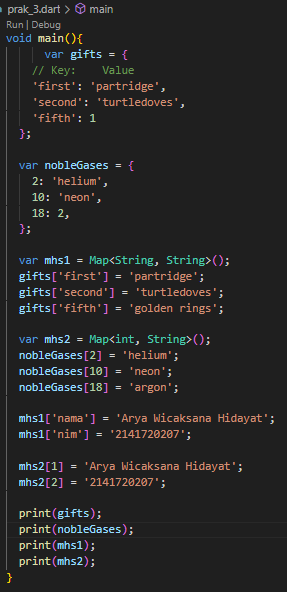 prak_3.dart > main
Run | Debug
void main(){
var gifts = {
// Key: Value
'first': 'partridge',
'second': 'turtledoves',
'fifth': 1
};
var nobleGases = {
2: 'helium',
10: 'neon',
18: 2,
};
var mhs1 = Map<String, String>();
gifts['first'] = 'partridge';
gifts['second'] = 'turtledoves';
gifts['fifth'] = 'golden rings';
var mhs2 = Map<int, String>();
nobleGases[2] = 'helium';
nobleGases[10] = 'neon';
nobleGases[18] = 'argon';
mhs1['nama'] = 'Arya Wicaksana Hidayat';
mhs1['nim'] = '2141720207';
mhs2[1] = 'Arya Wicaksana Hidayat';
mhs2[2] = '2141720207';
print(gifts);
print(nobleGases);
print(mhs1);
print(mhs2);
}